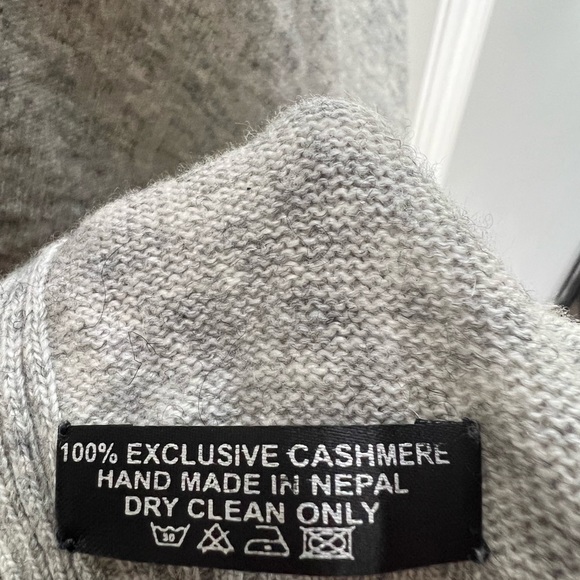 100% EXCLUSIVE CASHMERE
HAND MADE IN NEPAL
DRY CLEAN ONLY
30